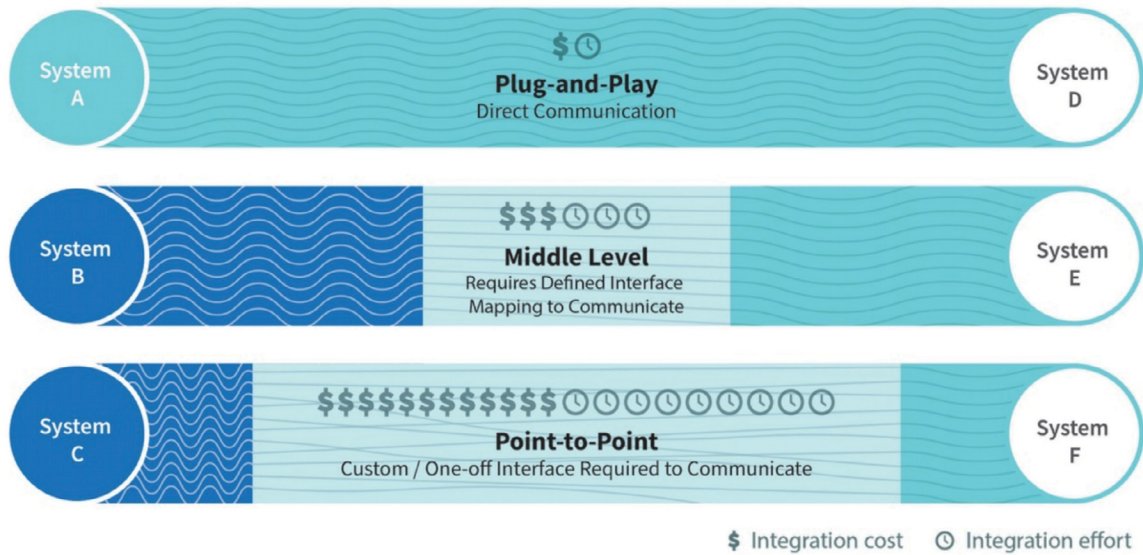 System
A
$
Plug-and-Play
Direct Communication
System
D
System
B
$$$
Middle Level
Requires Defined Interface
Mapping to Communicate
System
E
System
C
$$$$$$$$$$$$
Point-to-Point
Custom / One-off Interface Required to Communicate
System
F
$ Integration cost
Integration effort